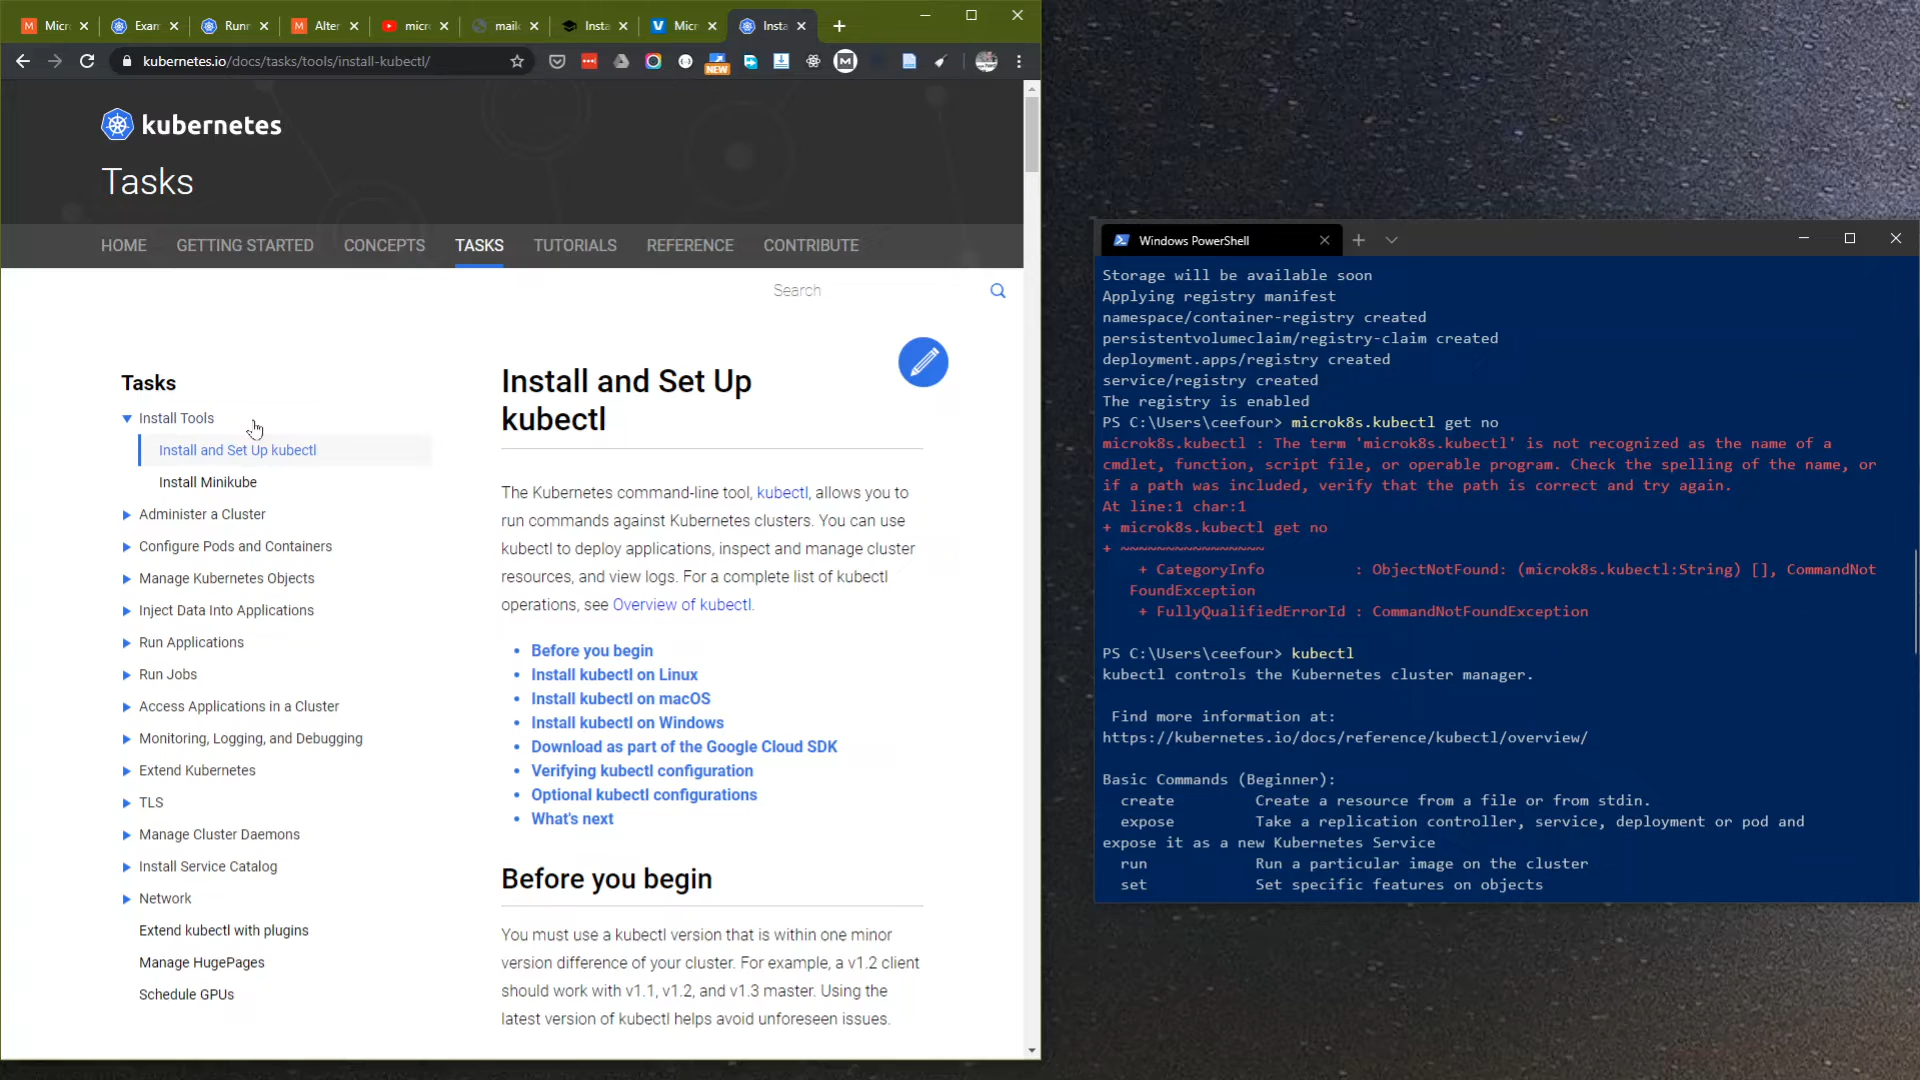 Micr
Exam
Runn
Alter
micr
mail
Insta
Micr
Insta
kubernetes.io/docs/tasks/tools/install-kubectl/
NEW
kubernetes
Tasks
HOME GETTING STARTED CONCEPTS TASKS TUTORIALS REFERENCE CONTRIBUTE
Search
Tasks
Install Tools
Install and Set Up kubectl
Install Minikube
Administer a Cluster
Configure Pods and Containers
Manage Kubernetes Objects
Inject Data Into Applications
Run Applications
Run Jobs
Access Applications in a Cluster
Monitoring, Logging, and Debugging
Extend Kubernetes
TLS
Manage Cluster Daemons
Install Service Catalog
Network
Extend kubectl with plugins
Manage HugePages
Schedule GPUs
Install and Set Up
kubectl
The Kubernetes command-line tool, kubectl, allows you to
run commands against Kubernetes clusters. You can use
kubectl to deploy applications, inspect and manage cluster
resources, and view logs. For a complete list of kubectl
operations, see Overview of kubectl.
• Before you begin
• Install kubectl on Linux
• Install kubectl on macOS
• Install kubectl on Windows
• Download as part of the Google Cloud SDK
• Verifying kubectl configuration
• Optional kubectl configurations
• What's next
Before you begin
You must use a kubectl version that is within one minor
version difference of your cluster. For example, a v1.2 client
should work with v1.1, v1.2, and v1.3 master. Using the
latest version of kubectl helps avoid unforeseen issues.
Windows PowerShell
Storage will be available soon
Applying registry manifest
namespace/container-registry created
persistentvolumeclaim/registry-claim created
deployment.apps/registry created
service/registry created
The registry is enabled
PS C:\Users\ceefour> microk8s.kubectl get no
microk8s.kubectl : The term 'microk8s.kubectl' is not recognized as the name of a
cmdlet, function, script file, or operable program. Check the spelling of the name, or
if a path was included, verify that the path is correct and try again.
At line:1 char:1
+ microk8s.kubectl get no
+ ~~~~~~~~~~~~~~~~
+ CategoryInfo : ObjectNotFound: (microk8s.kubectl:String) [], CommandNot
FoundException
+ FullyQualifiedErrorId : CommandNotFoundException
PS C:\Users\ceefour> kubectl
kubectl controls the Kubernetes cluster manager.
Find more information at:
https://kubernetes.io/docs/reference/kubectl/overview/
Basic Commands (Beginner):
create Create a resource from a file or from stdin.
expose Take a replication controller, service, deployment or pod and
expose it as a new Kubernetes Service
run Run a particular image on the cluster
set Set specific features on objects